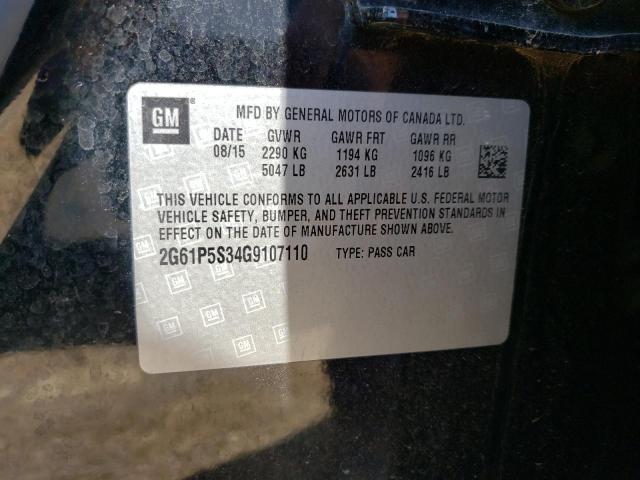 GM ®
MFD BY GENERAL MOTORS OF CANADA LTD.
DATE GVWR GAWR FRT GAWR RR
08/15 2290 KG 1194 KG 1096 KG
5047 LB 2631 LB 2416 LB
THIS VEHICLE CONFORMS TO ALL APPLICABLE U.S. FEDERAL MOTOR
VEHICLE SAFETY, BUMPER, AND THEFT PREVENTION STANDARDS IN
EFFECT ON THE DATE OF MANUFACTURE SHOWN ABOVE.
2G61P5S34G9107110 TYPE: PASS CAR